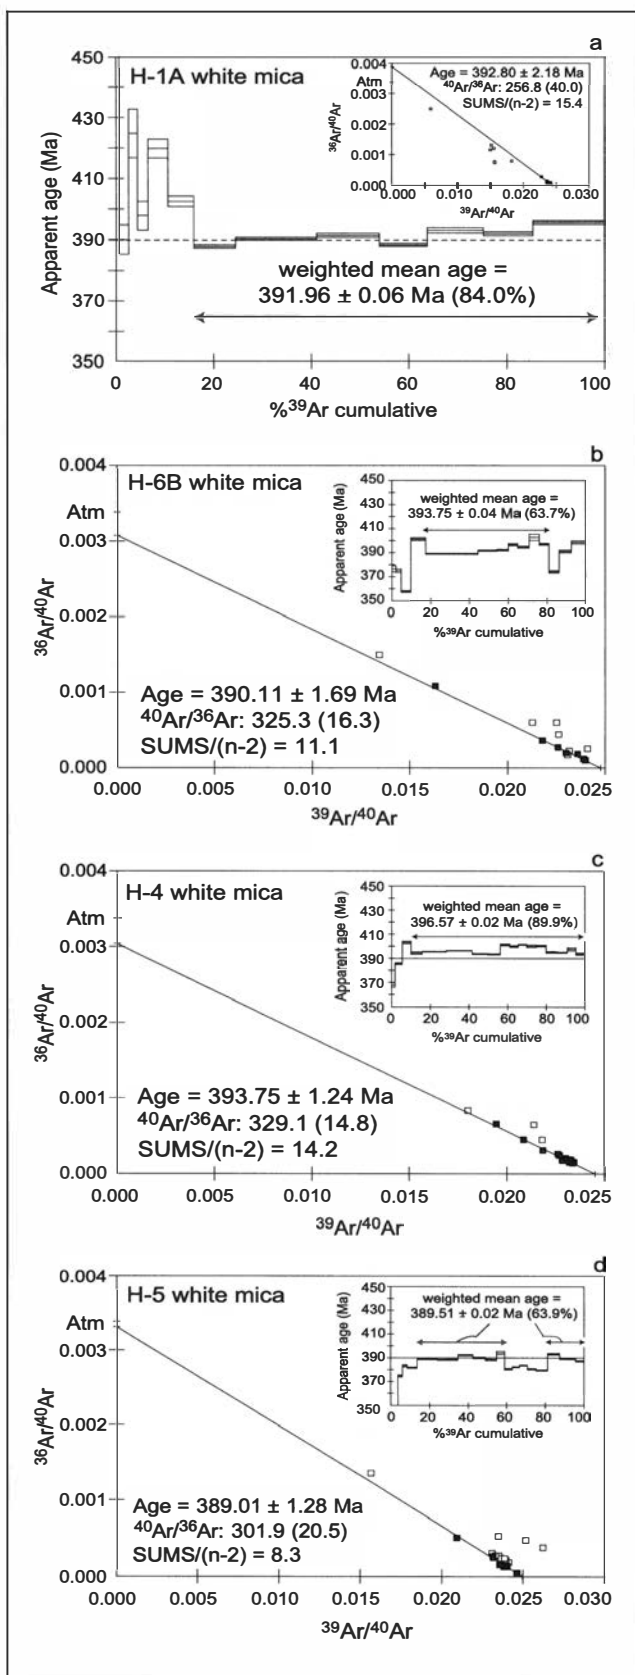 a
H-1A white mica
Age = 392.80 ± 2.18 Ma
⁴⁰Ar/³⁶Ar: 256.8 (40.0)
SUMS/(n-2) = 15.4
0.004
Atm
0.003
0.002
0.001
0.000
³⁶Ar/⁴⁰Ar
0.000 0.010 0.020 0.030
³⁹Ar/⁴⁰Ar
450
430
410
390
370
350
Apparent age (Ma)
weighted mean age =
391.96 ± 0.06 Ma (84.0%)
0 20 40 60 80 100
%³⁹Ar cumulative
b
H-6B white mica
0.004
Atm
0.003
0.002
0.001
0.000
³⁶Ar/⁴⁰Ar
450
430
410
390
370
350
Apparent age (Ma)
weighted mean age =
393.75 ± 0.04 Ma (63.7%)
0 20 40 60 80 100
%³⁹Ar cumulative
Age = 390.11 ± 1.69 Ma
⁴⁰Ar/³⁶Ar: 325.3 (16.3)
SUMS/(n-2) = 11.1
0.000 0.005 0.010 0.015 0.020 0.025
³⁹Ar/⁴⁰Ar
c
H-4 white mica
0.004
Atm
0.003
0.002
0.001
0.000
³⁶Ar/⁴⁰Ar
450
430
410
390
370
350
Apparent age (Ma)
weighted mean age =
396.57 ± 0.02 Ma (89.9%)
0 20 40 60 80 100
%³⁹Ar cumulative
Age = 393.75 ± 1.24 Ma
⁴⁰Ar/³⁶Ar: 329.1 (14.8)
SUMS/(n-2) = 14.2
0.000 0.005 0.010 0.015 0.020 0.025
³⁹Ar/⁴⁰Ar
d
H-5 white mica
0.004
Atm
0.003
0.002
0.001
0.000
³⁶Ar/⁴⁰Ar
450
430
410
390
370
350
Apparent age (Ma)
weighted mean age =
389.51 ± 0.02 Ma (63.9%)
0 20 40 60 80 100
%³⁹Ar cumulative
Age = 389.01 ± 1.28 Ma
⁴⁰Ar/³⁶Ar: 301.9 (20.5)
SUMS/(n-2) = 8.3
0.000 0.005 0.010 0.015 0.020 0.025 0.030
³⁹Ar/⁴⁰Ar